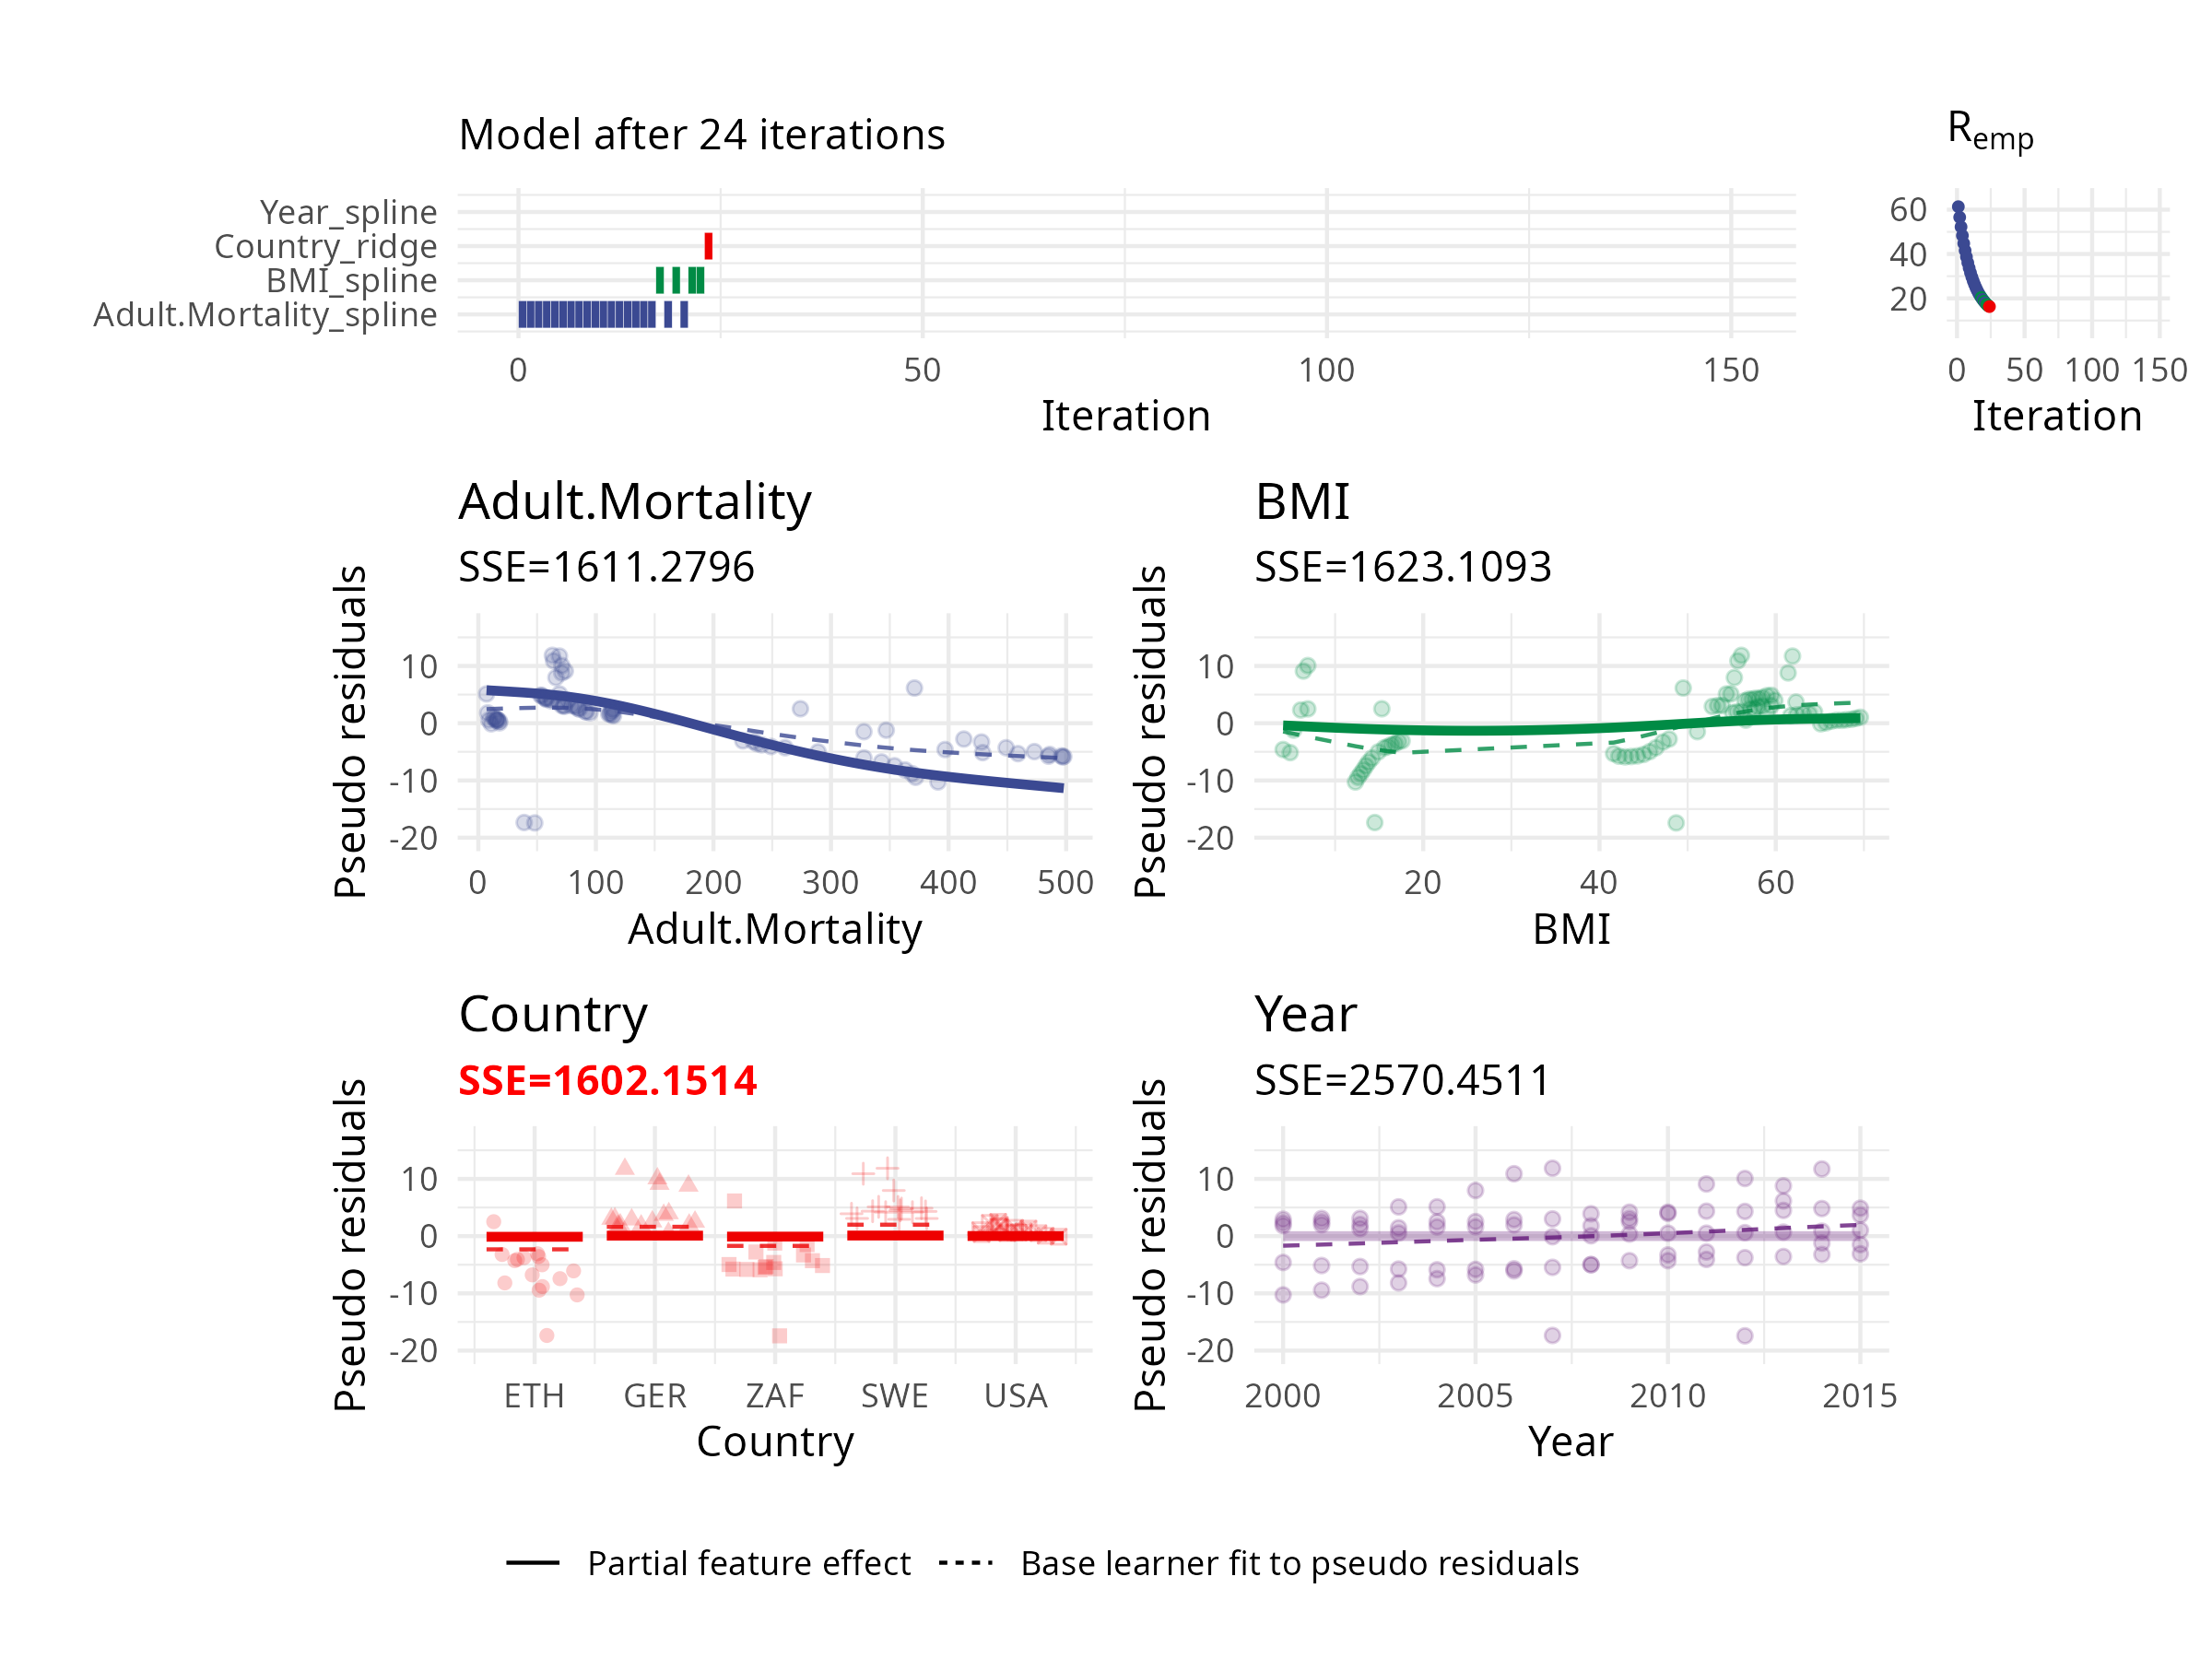 Model after 24 iterations
Year_spline
Country_ridge
BMI_spline
Adult.Mortality_spline
0 50 100 150
Iteration
Remp
60
40
20
0 50 100 150
Iteration
Adult.Mortality
SSE=1611.2796
Pseudo residuals
10
0
-10
-20
0 100 200 300 400 500
Adult.Mortality
BMI
SSE=1623.1093
Pseudo residuals
10
0
-10
-20
20 40 60
BMI
Country
SSE=1602.1514
Pseudo residuals
10
0
-10
-20
ETH GER ZAF SWE USA
Country
Year
SSE=2570.4511
Pseudo residuals
10
0
-10
-20
2000 2005 2010 2015
Year
Partial feature effect Base learner fit to pseudo residuals